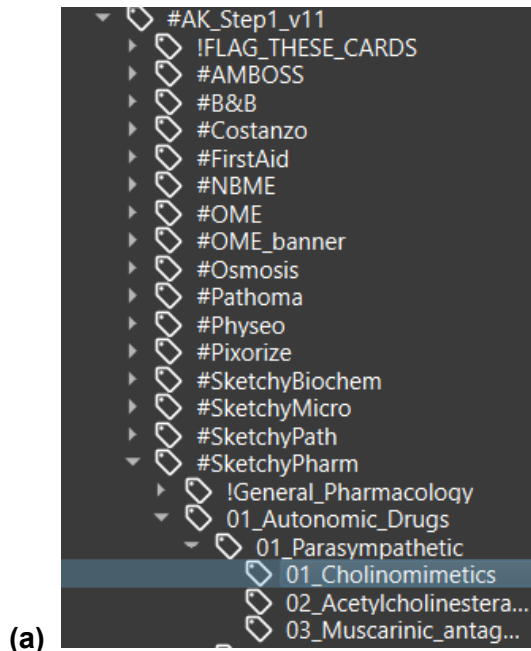 #AK_Step1_v11
!FLAG_THESE_CARDS
#AMBOSS
#B&B
#Costanzo
#FirstAid
#NBME
#OME
#OME_banner
#Osmosis
#Pathoma
#Physeo
#Pixorize
#SketchyBiochem
#SketchyMicro
#SketchyPath
#SketchyPharm
!General_Pharmacology
01_Autonomic_Drugs
01_Parasympathetic
01_Cholinomimetics
02_Acetylcholinestera...
03_Muscarinic_antag...
(a)